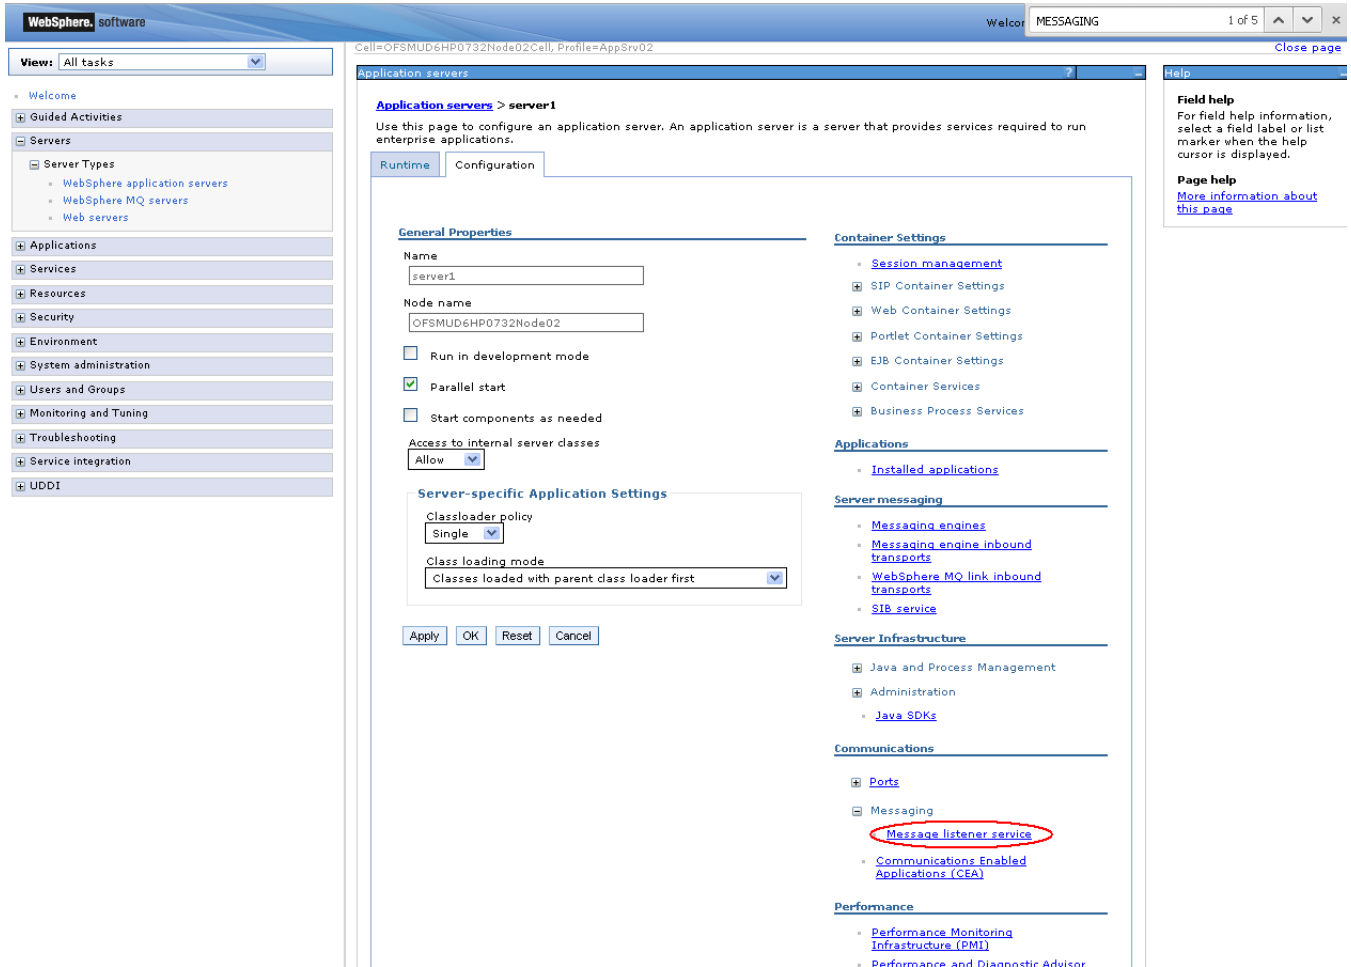 WebSphere. software
Welcor
MESSAGING
1 of 5
View: All tasks
Welcome
Guided Activities
Servers
Server Types
WebSphere application servers
WebSphere MQ servers
Web servers
Applications
Services
Resources
Security
Environment
System administration
Users and Groups
Monitoring and Tuning
Troubleshooting
Service integration
UDDI
Cell=OFSMUD6HP0732Node02Cell, Profile=AppSrv02
Close page
Application servers
?
Application servers > server1
Use this page to configure an application server. An application server is a server that provides services required to run
enterprise applications.
Runtime
Configuration
General Properties
Name
server1
Node name
OFSMUD6HP0732Node02
Run in development mode
Parallel start
Start components as needed
Access to internal server classes
Allow
Server-specific Application Settings
Classloader policy
Single
Class loading mode
Classes loaded with parent class loader first
Apply
OK
Reset
Cancel
Container Settings
Session management
SIP Container Settings
Web Container Settings
Portlet Container Settings
EJB Container Settings
Container Services
Business Process Services
Applications
Installed applications
Server messaging
Messaging engines
Messaging engine inbound
transports
WebSphere MQ link inbound
transports
SIB service
Server Infrastructure
Java and Process Management
Administration
Java SDKs
Communications
Ports
Messaging
Message listener service
Communications Enabled
Applications (CEA)
Performance
Performance Monitoring
Infrastructure (PMI)
Performance and Diagnostic Advisor
Help
Field help
For field help information,
select a field label or list
marker when the help
cursor is displayed.
Page help
More information about
this page